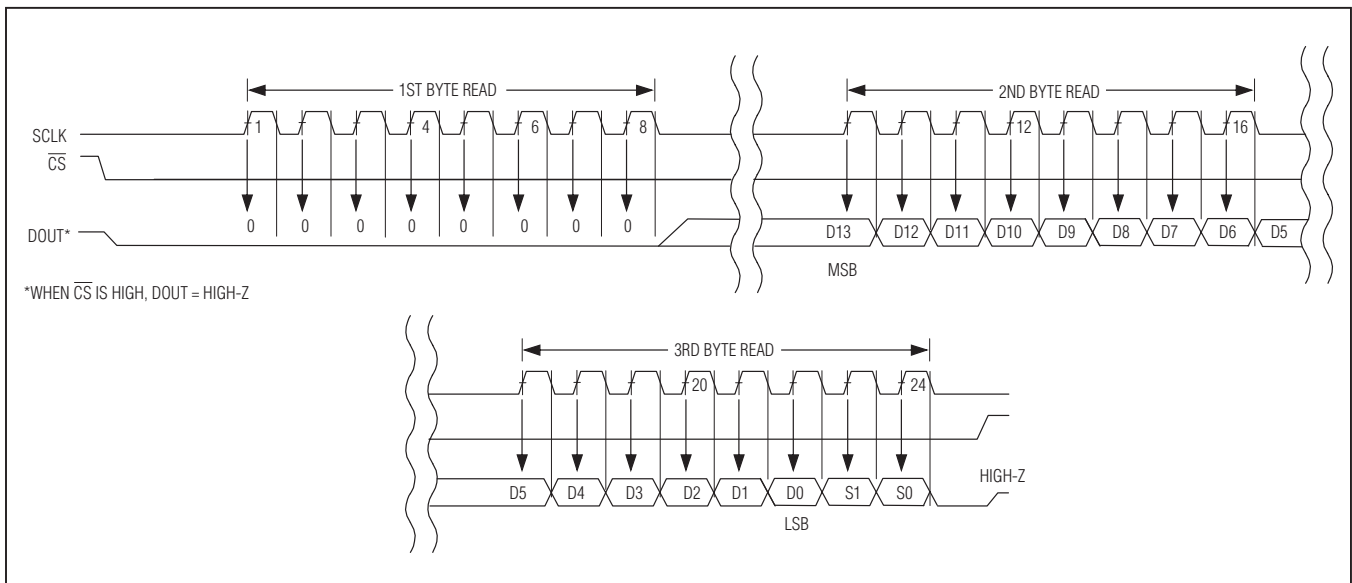 1ST BYTE READ
2ND BYTE READ
SCLK
1 4 6 8
12 16
CS
0 0 0 0 0 0 0 0
DOUT*
D13 D12 D11 D10 D9 D8 D7 D6 D5
MSB
*WHEN CS IS HIGH, DOUT = HIGH-Z
3RD BYTE READ
20 24
HIGH-Z
D5 D4 D3 D2 D1 D0 S1 S0
LSB